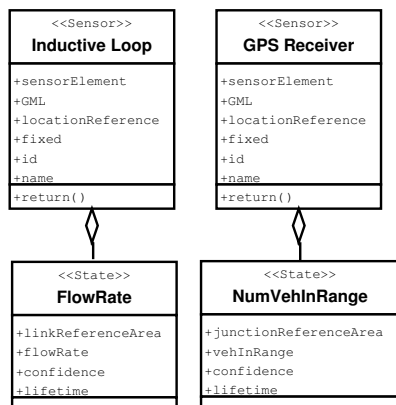 <<Sensor>>
Inductive Loop
+sensorElement
+GML
+locationReference
+fixed
+id
+name
+return()
<<Sensor>>
GPS Receiver
+sensorElement
+GML
+locationReference
+fixed
+id
+name
+return()
<<State>>
FlowRate
+linkReferenceArea
+flowRate
+confidence
+lifetime
<<State>>
NumVehInRange
+junctionReferenceArea
+vehInRange
+confidence
+lifetime